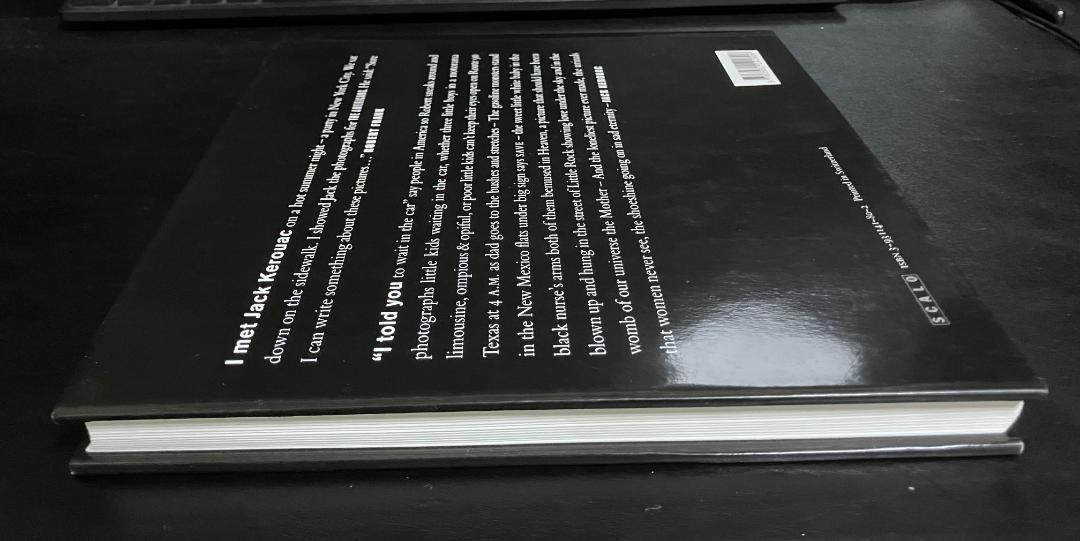 I met Jack Kerouac on a hot summer night – a party in New York City. We sat
down on the sidewalk. I showed Jack the photographs for THE AMERICANS. He said: "Sure
I can write something about these pictures…" ROBERT FRANK
"I told you to wait in the car" say people in America so Robert sneaks around and
photographs little kids waiting in the car, whether three little boys in a motorama
limousine, ompious & opiful, or poor little kids can't keep their eyes open on Route 90
Texas at 4 A.M. as dad goes to the bushes and stretches – The gasoline monsters stand
in the New Mexico flats under big sign says SAVE – the sweet little white baby in the
black nurse's arms both of them bemused in Heaven, a picture that should have been
blown up and hung in the street of Little Rock showing love under the sky and in the
womb of our universe the Mother – And the loneliest picture ever made, the urinals
that women never see, the shoeshine going on in sad eternity – JACK KEROUAC
SCALO ISBN 3-931141-80-2 Printed in Switzerland